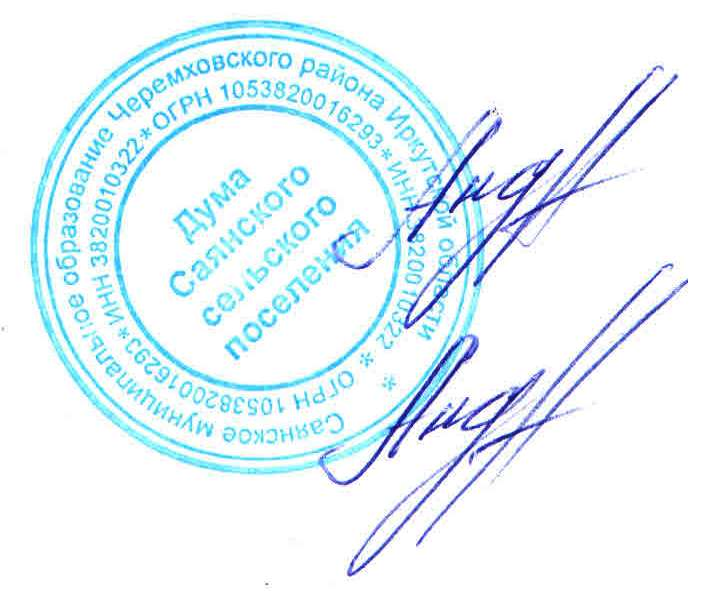 Саянское муниципальное образование Черемховского района Иркутской области
* ОГРН 1053820016293 * ИНН 3820010322 * ОГРН 1053820016293 * ИНН 3820010322 *
Дума
Саянского
сельского
поселения